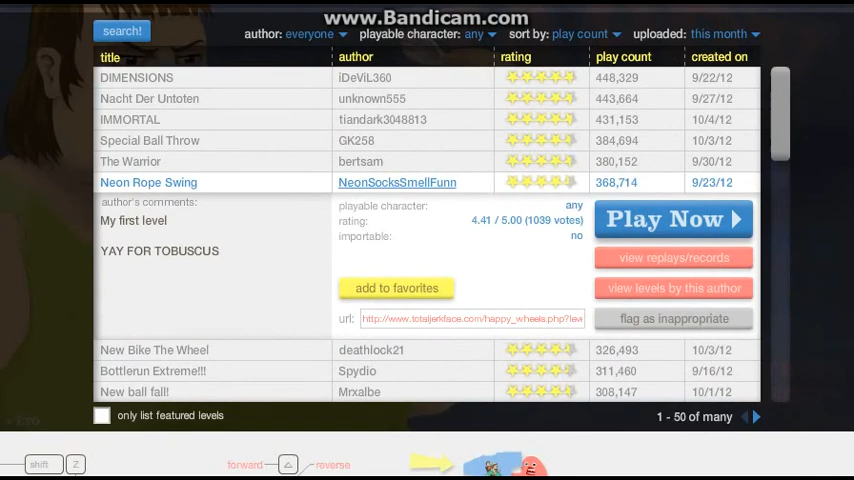 www.Bandicam.com
search! author: everyone playable character: any sort by: play count uploaded: this month
title author rating play count created on
DIMENSIONS iDeViL360 448,329 9/22/12
Nacht Der Untoten unknown555 443,664 9/27/12
IMMORTAL tiandark3048813 431,153 10/4/12
Special Ball Throw GK258 384,694 10/3/12
The Warrior bertsam 380,152 9/30/12
Neon Rope Swing NeonSocksSmellFunn 368,714 9/23/12
author's comments: playable character: any
My first level rating: 4.41 / 5.00 (1039 votes) Play Now
importable: no
YAY FOR TOBUSCUS
view replays/records
add to favorites view levels by this author
url: http://www.totaljerkface.com/happy_wheels.php?leve flag as inappropriate
New Bike The Wheel deathlock21 326,493 10/3/12
Bottlerun Extreme!!! Spydio 311,460 9/16/12
New ball fall! Mrxalbe 308,147 10/1/12
only list featured levels 1 - 50 of many
shift Z forward reverse